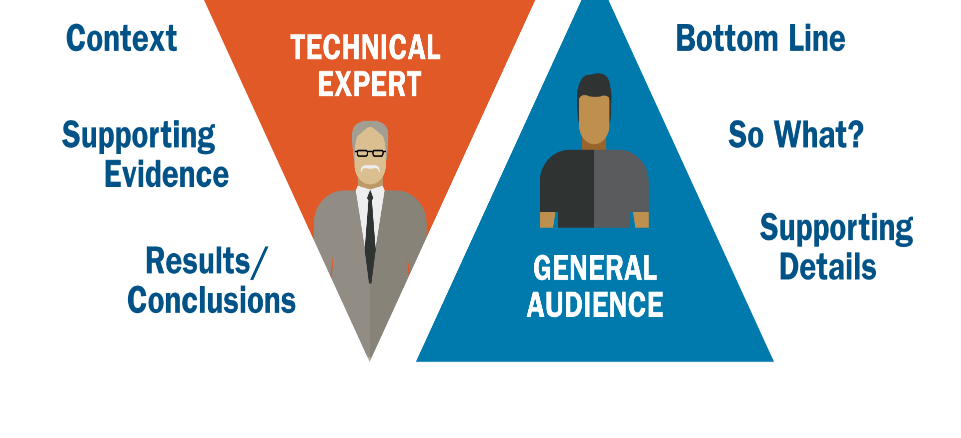 Context
Supporting
Evidence
Results/
Conclusions
TECHNICAL
EXPERT
GENERAL
AUDIENCE
Bottom Line
So What?
Supporting
Details